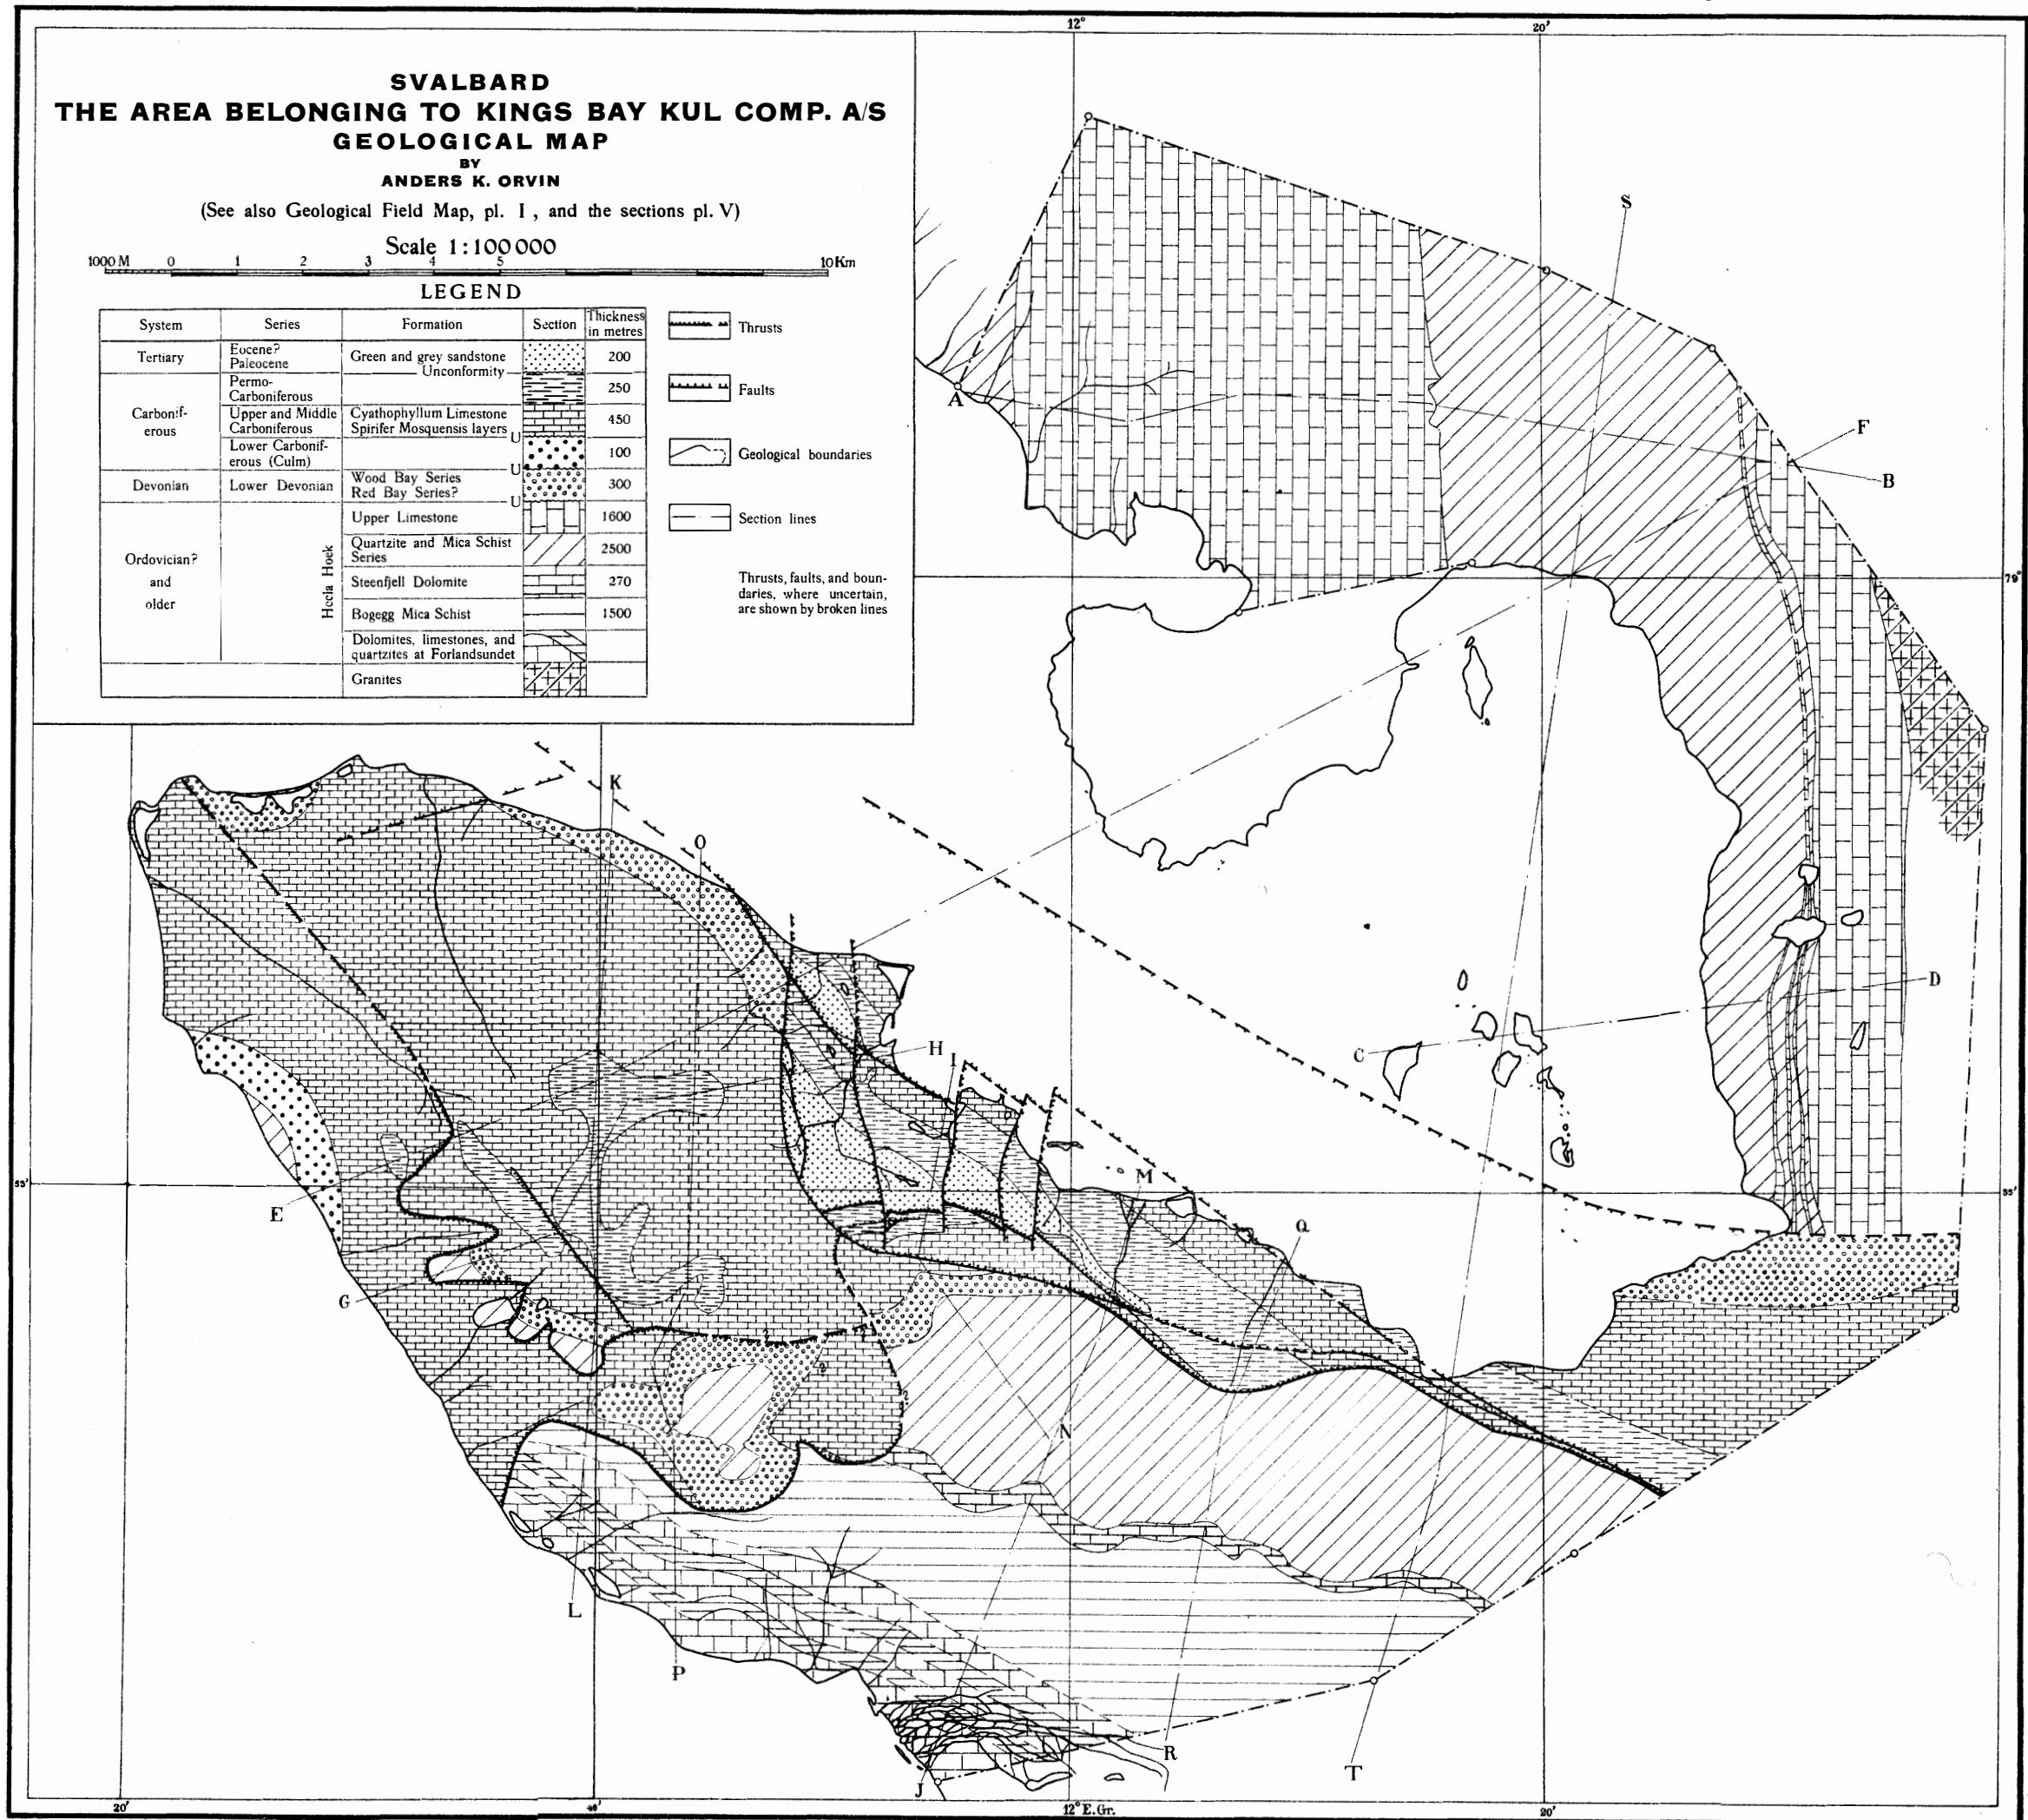 SVALBARD
THE AREA BELONGING TO KINGS BAY KUL COMP. A/S
GEOLOGICAL MAP
BY
ANDERS K. ORVIN
(See also Geological Field Map, pl. I , and the sections pl. V)
Scale 1:100 000
1000 M 0 1 2 3 4 5 10 Km
LEGEND
System Series Formation Section Thickness in metres
Tertiary Eocene? Paleocene Green and grey sandstone 200
Unconformity
Carbonif-
erous
Permo-
Carboniferous 250
Upper and Middle Carboniferous Cyathophyllum Limestone Spirifer Mosquensis layers 450
U
Lower Carbonif-
erous (Culm) 100
U
Devonian Lower Devonian Wood Bay Series Red Bay Series? 300
U
Ordovician?
and
older
Hecla Hoek
Upper Limestone 1600
Quartzite and Mica Schist Series 2500
Steenfjell Dolomite 270
Bogegg Mica Schist 1500
Dolomites, limestones, and
quartzites at Forlandsundet
Granites
Thrusts
Faults
Geological boundaries
Section lines
Thrusts, faults, and boun-
daries, where uncertain,
are shown by broken lines
12° 20'
S
A
F
B
79°
K
O
D
H
C
I
55' 55'
M
E
Q
G
N
L
P
R
T
J
20' 40' 12° E.Gr. 20'